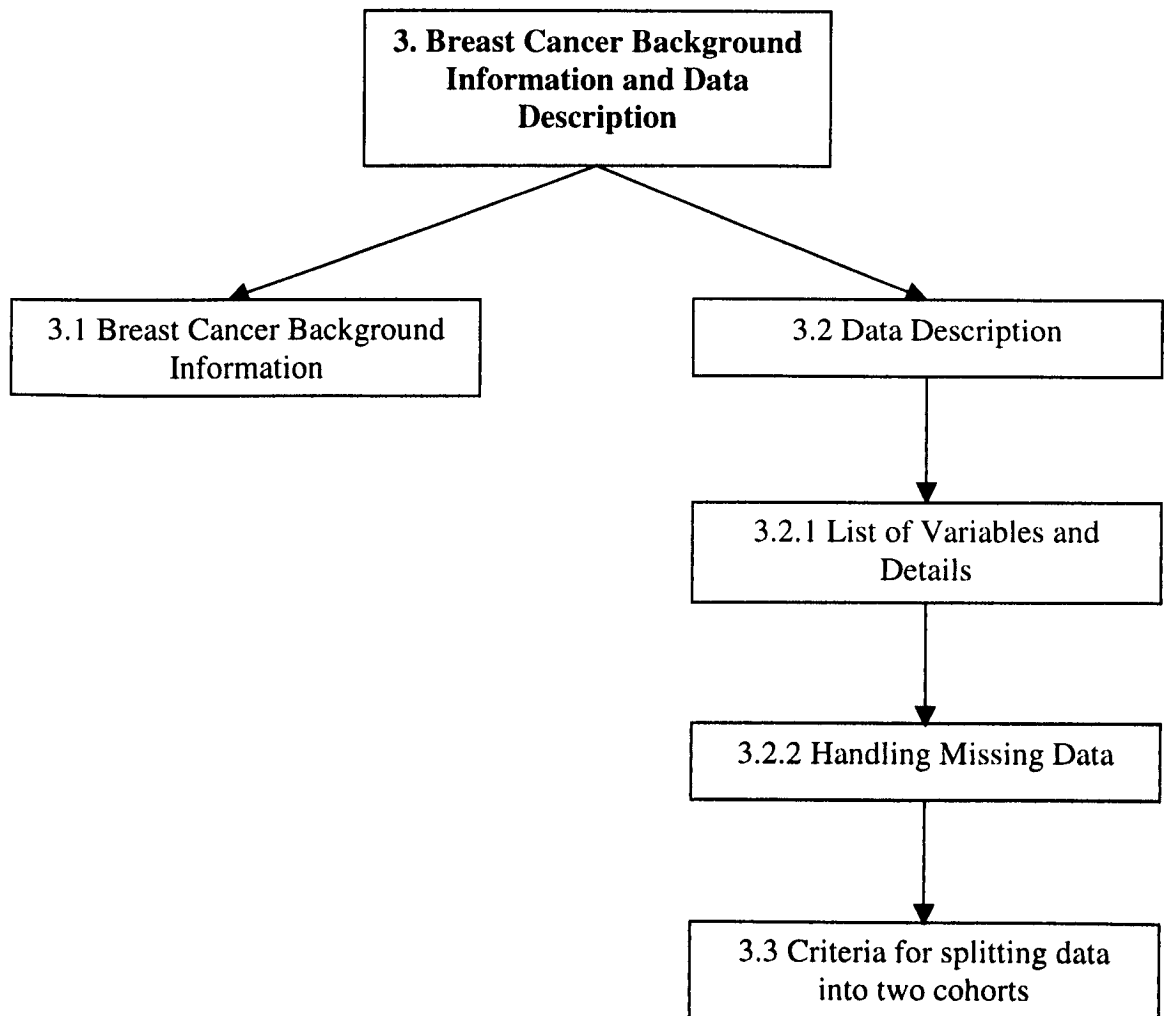 3. Breast Cancer Background
Information and Data
Description
3.1 Breast Cancer Background
Information
3.2 Data Description
3.2.1 List of Variables and
Details
3.2.2 Handling Missing Data
3.3 Criteria for splitting data
into two cohorts